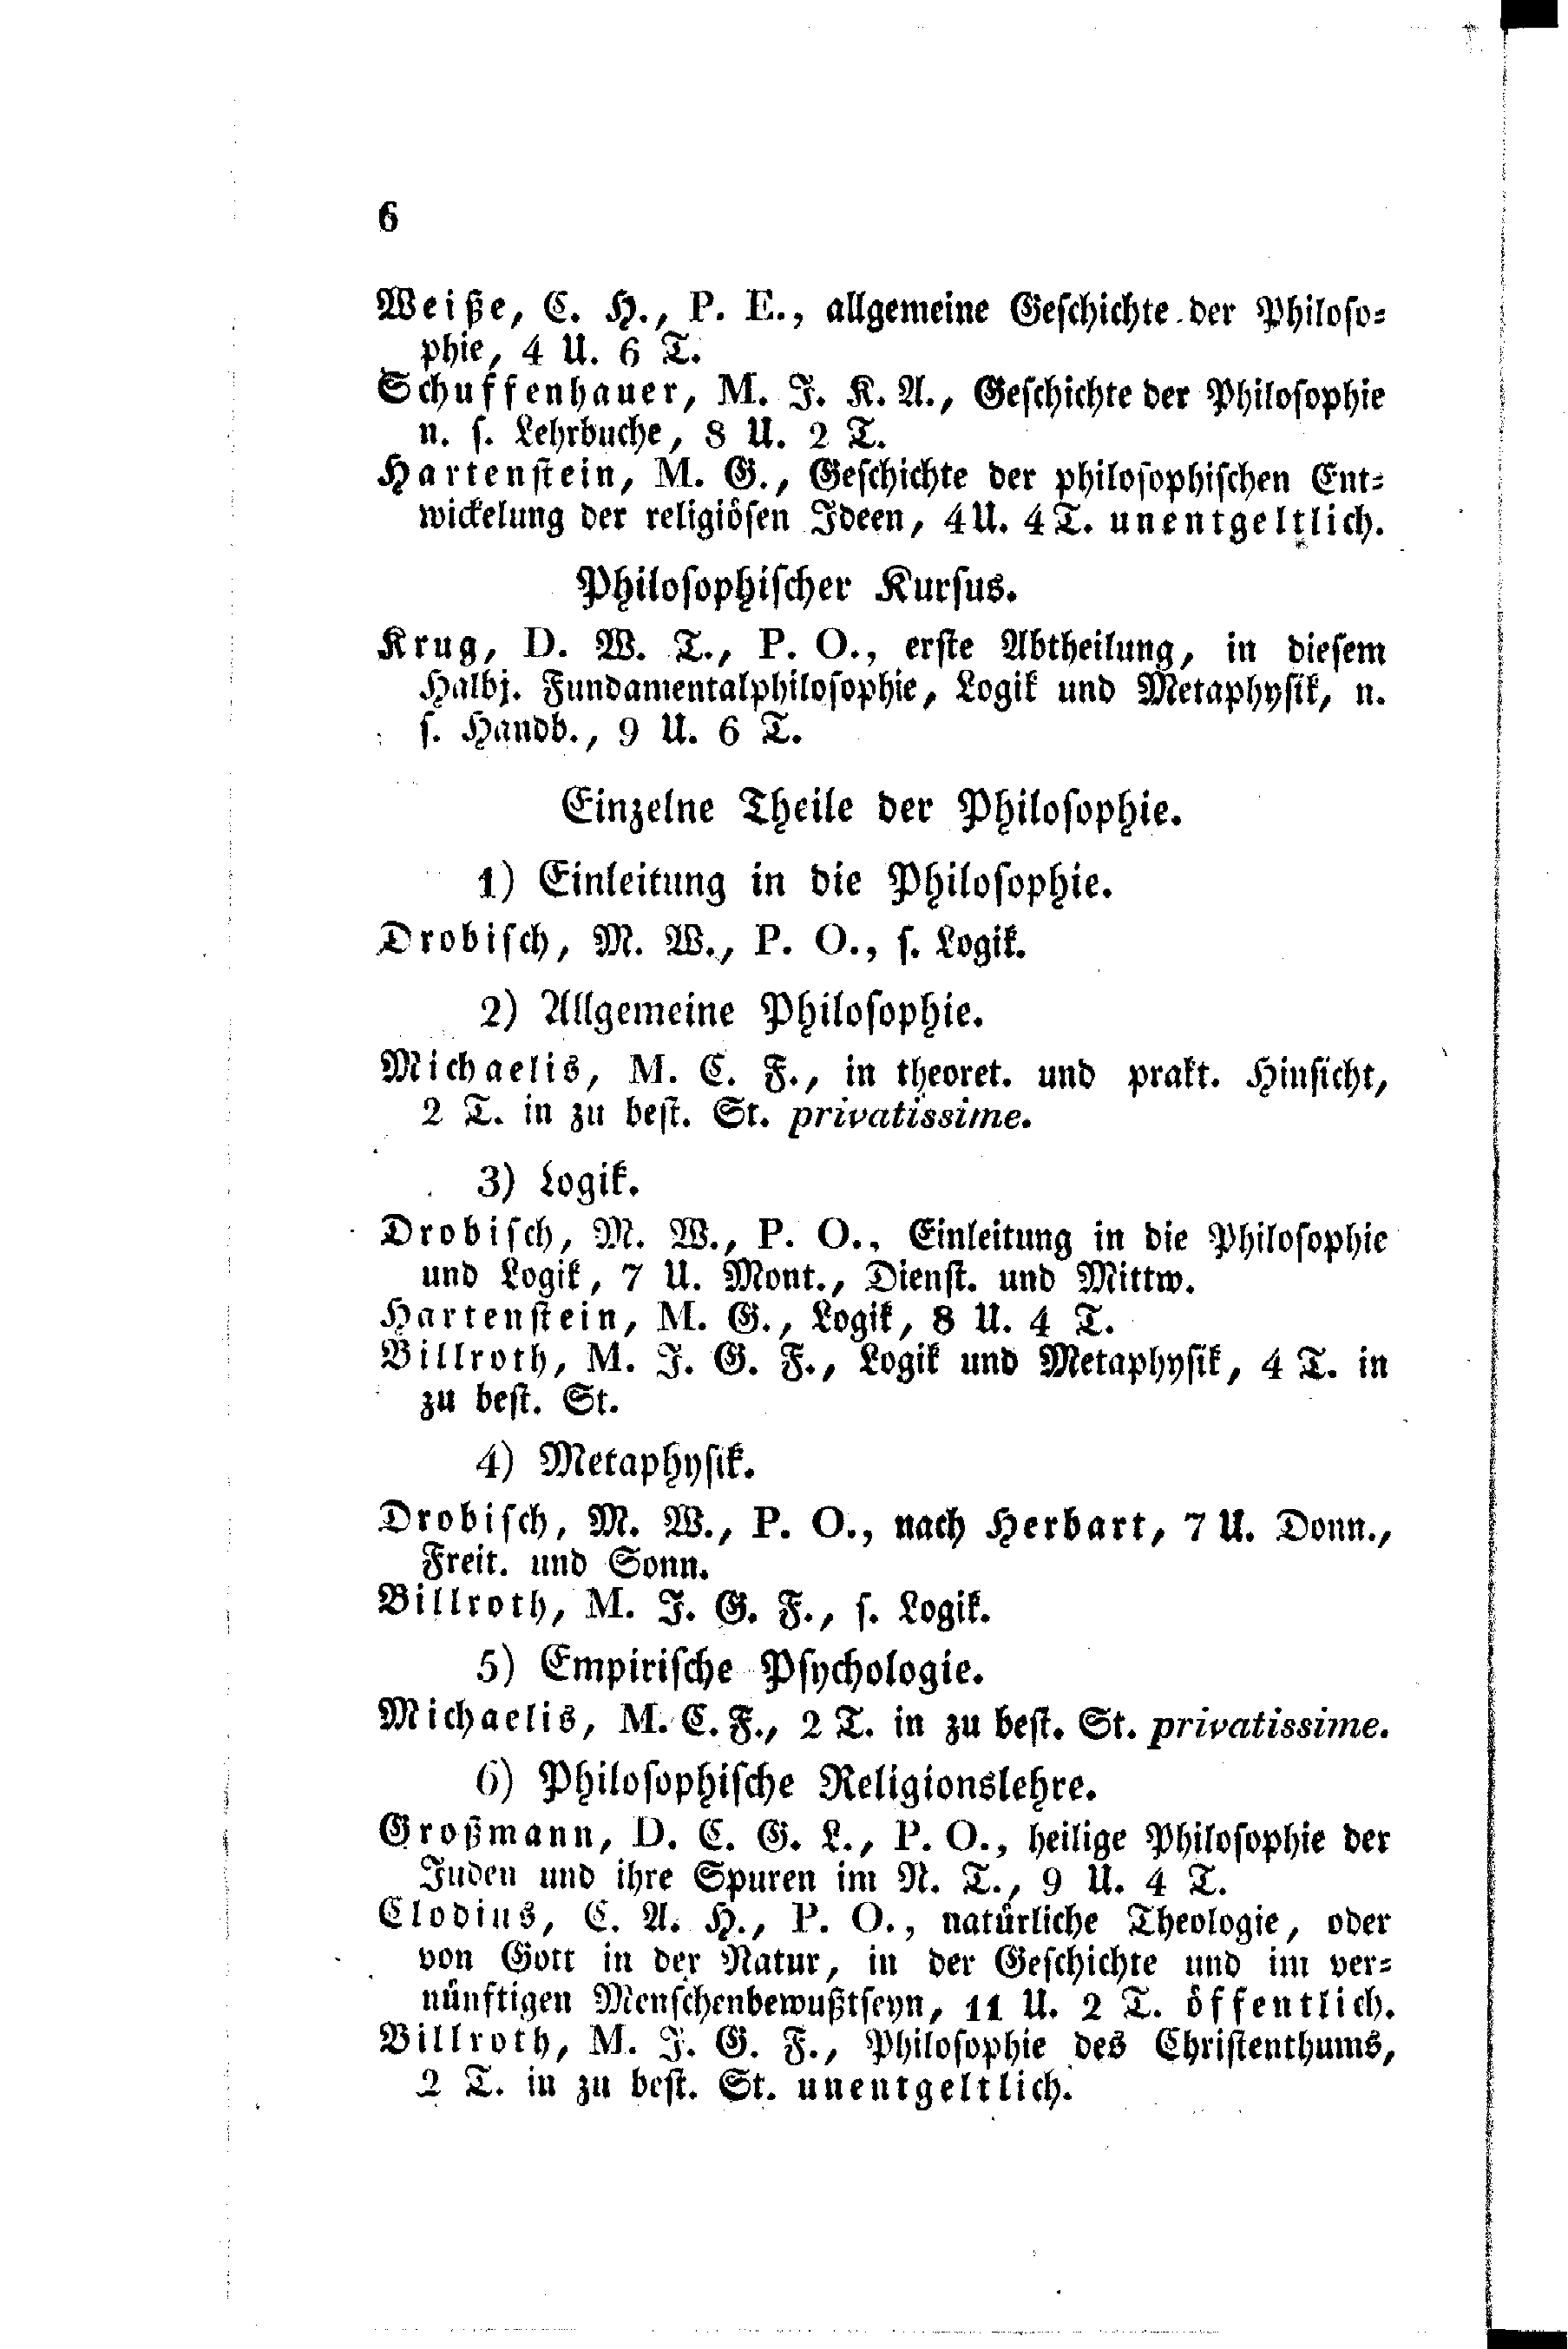 6
Weiße, C. H., P. E., allgemeine Geschichte der Philoso-
phie, 4 U. 6 T.
Schuffenhauer, M. J. K. A., Geschichte der Philosophie
n. s. Lehrbuche, 8 U. 2 T.
Hartenstein, M. G., Geschichte der philosophischen Ent-
wickelung der religiösen Ideen, 4 U. 4 T. unentgeltlich.
Philosophischer Kursus.
Krug, D. W. T., P. O., erste Abtheilung, in diesem
Halbj. Fundamentalphilosophie, Logik und Metaphysik, n.
s. Handb., 9 U. 6 T.
Einzelne Theile der Philosophie.
1) Einleitung in die Philosophie.
Drobisch, M. W., P. O., s. Logik.
2) Allgemeine Philosophie.
Michaelis, M. C. F., in theoret. und prakt. Hinsicht,
2 T. in zu best. St. privatissime.
3) Logik.
Drobisch, M. W., P. O., Einleitung in die Philosophie
und Logik, 7 U. Mont., Dienst. und Mittw.
Hartenstein, M. G., Logik, 8 U. 4 T.
Billroth, M. J. G. F., Logik und Metaphysik, 4 T. in
zu best. St.
4) Metaphysik.
Drobisch, M. W., P. O., nach Herbart, 7 U. Donn.,
Freit. und Sonn.
Billroth, M. J. G. F., s. Logik.
5) Empirische Psychologie.
Michaelis, M. C. F., 2 T. in zu best. St. privatissime.
6) Philosophische Religionslehre.
Großmann, D. C. G. L., P. O., heilige Philosophie der
Juden und ihre Spuren im N. T., 9 U. 4 T.
Clodius, C. A. H., P. O., natürliche Theologie, oder
von Gott in der Natur, in der Geschichte und im ver-
nünftigen Menschenbewußtseyn, 11 U. 2 T. öffentlich.
Billroth, M. J. G. F., Philosophie des Christenthums,
2 T. in zu best. St. unentgeltlich.